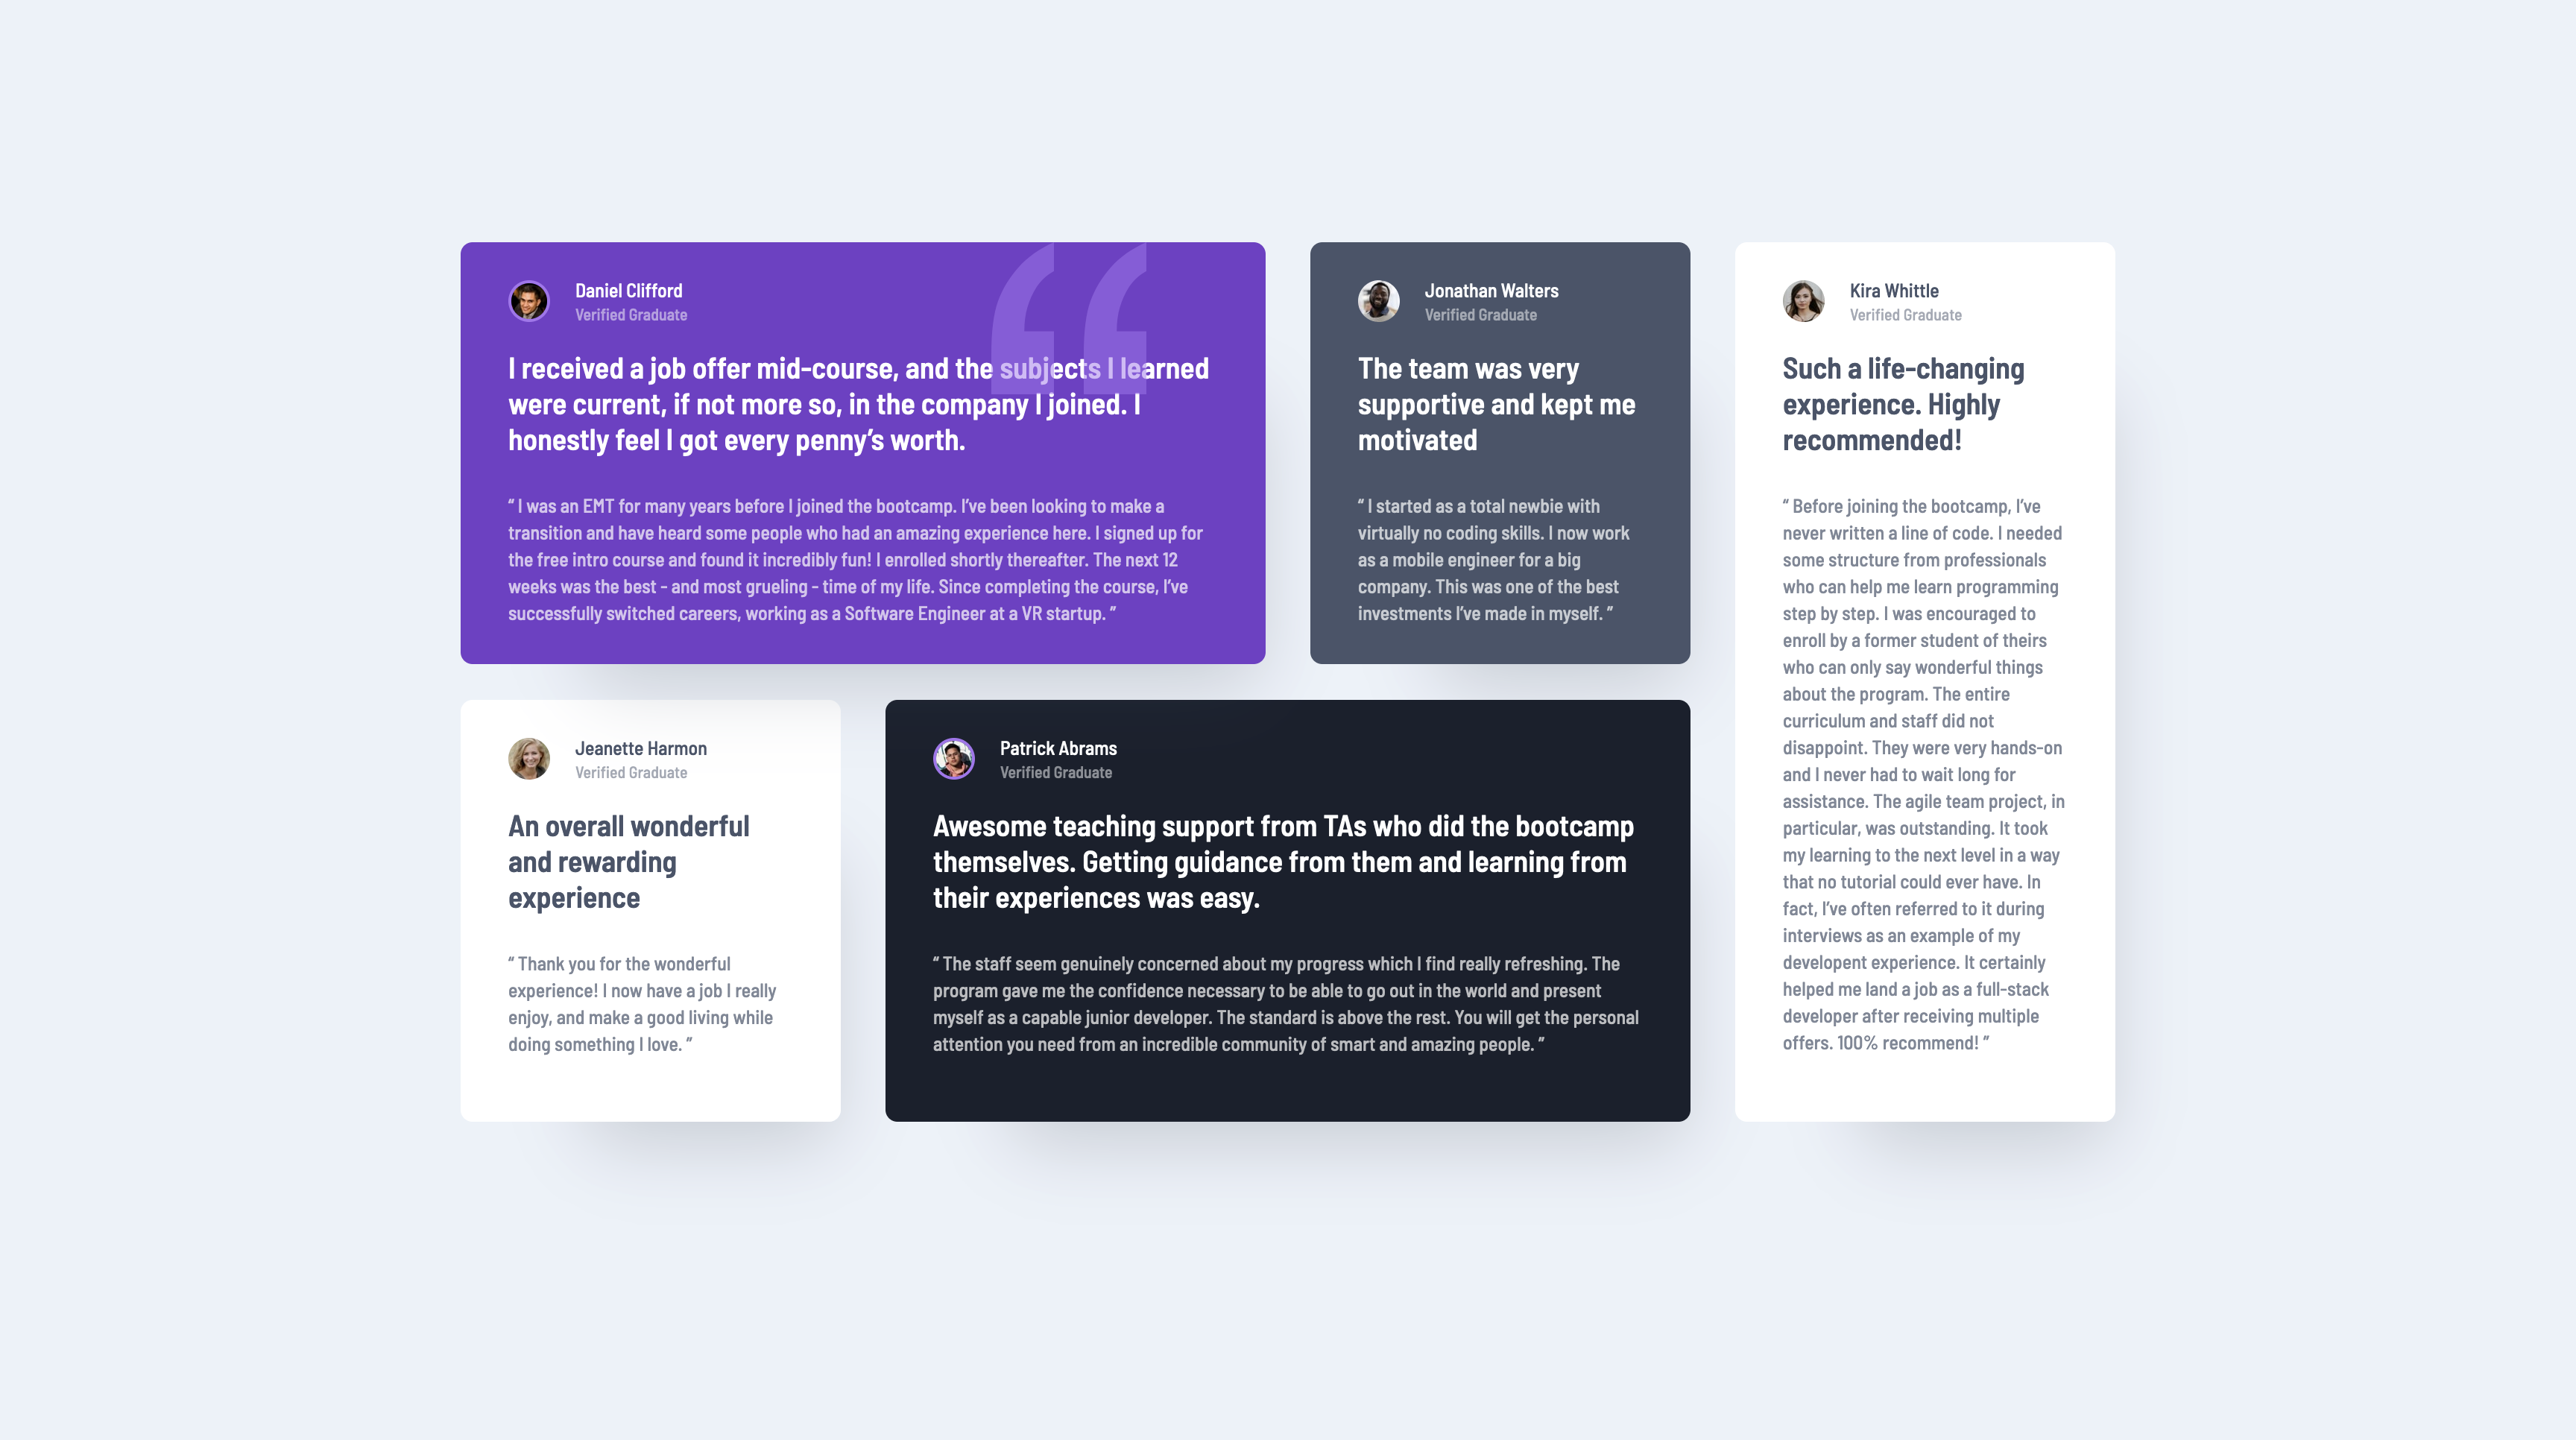 Daniel Clifford
Verified Graduate
I received a job offer mid-course, and the subjects I learned
were current, if not more so, in the company I joined. I
honestly feel I got every penny’s worth.
“ I was an EMT for many years before I joined the bootcamp. I’ve been looking to make a
transition and have heard some people who had an amazing experience here. I signed up for
the free intro course and found it incredibly fun! I enrolled shortly thereafter. The next 12
weeks was the best - and most grueling - time of my life. Since completing the course, I’ve
successfully switched careers, working as a Software Engineer at a VR startup. ”
Jonathan Walters
Verified Graduate
The team was very
supportive and kept me
motivated
“ I started as a total newbie with
virtually no coding skills. I now work
as a mobile engineer for a big
company. This was one of the best
investments I’ve made in myself. ”
Kira Whittle
Verified Graduate
Such a life-changing
experience. Highly
recommended!
“ Before joining the bootcamp, I’ve
never written a line of code. I needed
some structure from professionals
who can help me learn programming
step by step. I was encouraged to
enroll by a former student of theirs
who can only say wonderful things
about the program. The entire
curriculum and staff did not
disappoint. They were very hands-on
and I never had to wait long for
assistance. The agile team project, in
particular, was outstanding. It took
my learning to the next level in a way
that no tutorial could ever have. In
fact, I’ve often referred to it during
interviews as an example of my
developent experience. It certainly
helped me land a job as a full-stack
developer after receiving multiple
offers. 100% recommend! ”
Jeanette Harmon
Verified Graduate
An overall wonderful
and rewarding
experience
“ Thank you for the wonderful
experience! I now have a job I really
enjoy, and make a good living while
doing something I love. ”
Patrick Abrams
Verified Graduate
Awesome teaching support from TAs who did the bootcamp
themselves. Getting guidance from them and learning from
their experiences was easy.
“ The staff seem genuinely concerned about my progress which I find really refreshing. The
program gave me the confidence necessary to be able to go out in the world and present
myself as a capable junior developer. The standard is above the rest. You will get the personal
attention you need from an incredible community of smart and amazing people. ”